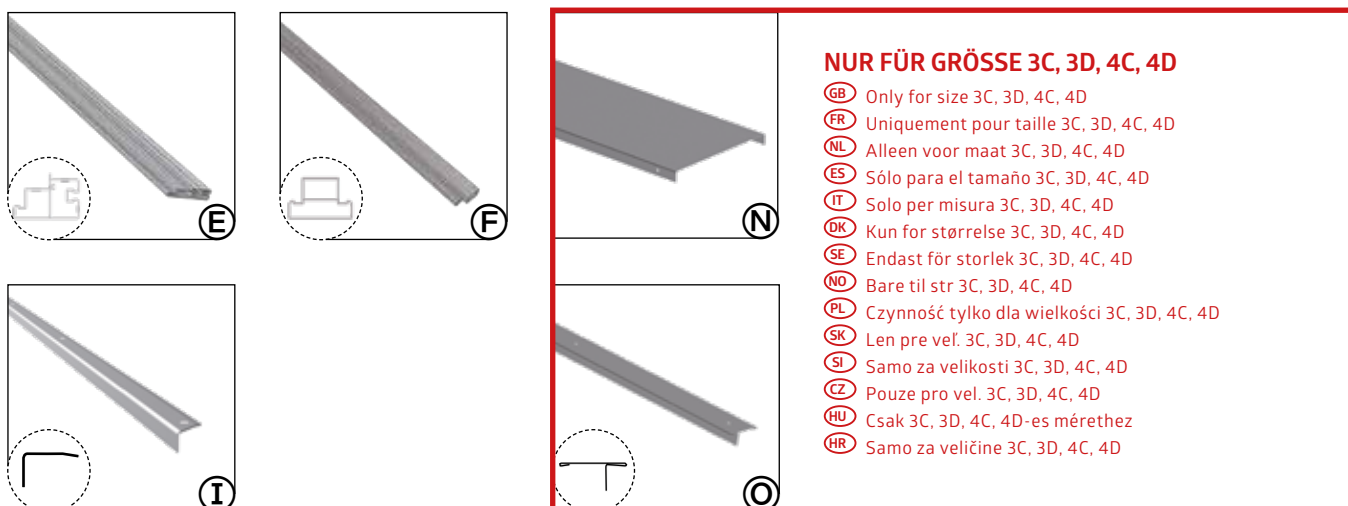 E
F
N
I
O
NUR FÜR GRÖSSE 3C, 3D, 4C, 4D
GB Only for size 3C, 3D, 4C, 4D
FR Uniquement pour taille 3C, 3D, 4C, 4D
NL Alleen voor maat 3C, 3D, 4C, 4D
ES Sólo para el tamaño 3C, 3D, 4C, 4D
IT Solo per misura 3C, 3D, 4C, 4D
DK Kun for størrelse 3C, 3D, 4C, 4D
SE Endast för storlek 3C, 3D, 4C, 4D
NO Bare til str 3C, 3D, 4C, 4D
PL Czynność tylko dla wielkości 3C, 3D, 4C, 4D
SK Len pre veľ. 3C, 3D, 4C, 4D
SI Samo za velikosti 3C, 3D, 4C, 4D
CZ Pouze pro vel. 3C, 3D, 4C, 4D
HU Csak 3C, 3D, 4C, 4D-es mérethez
HR Samo za veličine 3C, 3D, 4C, 4D